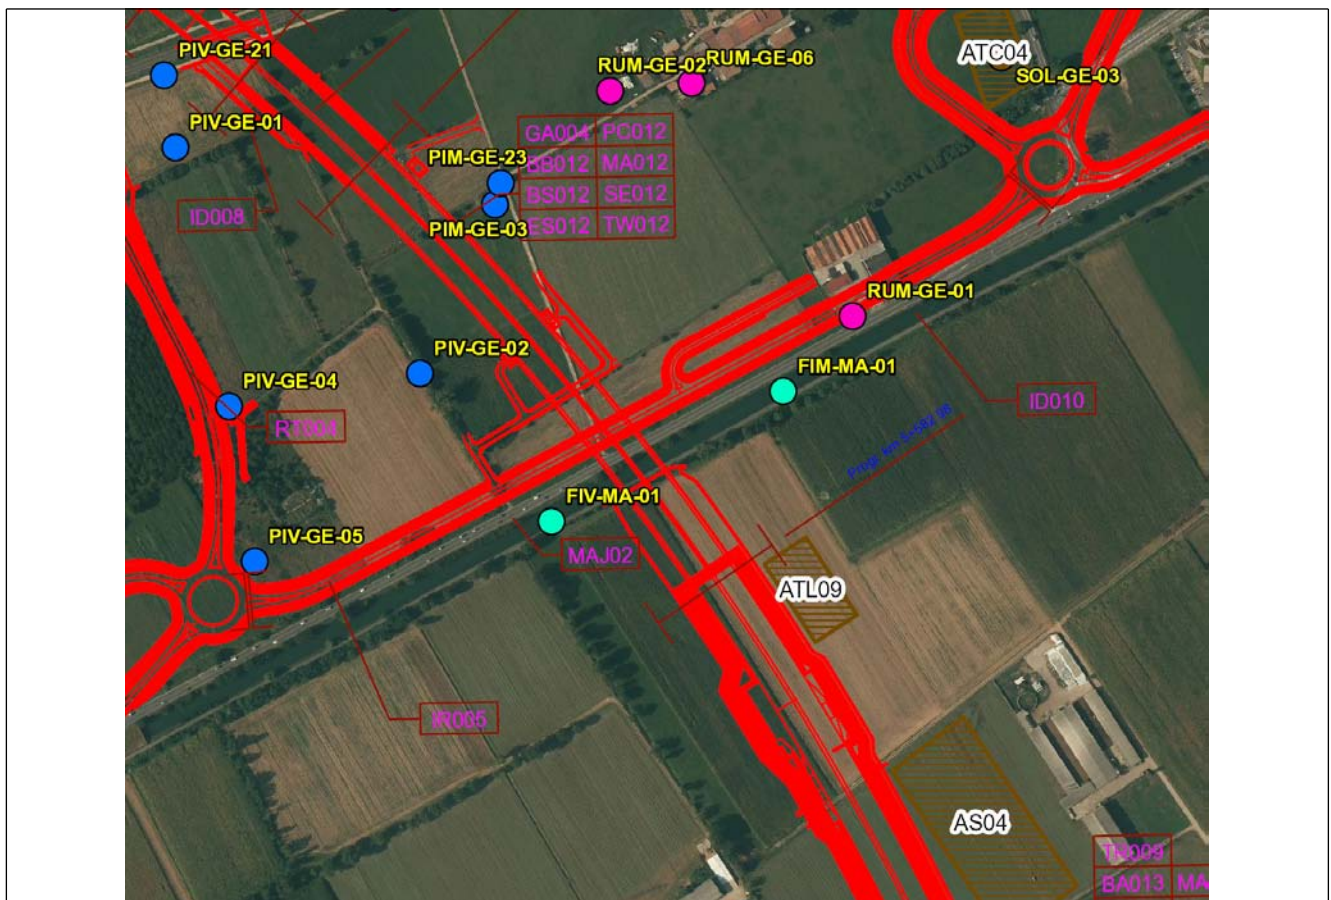 PIV-GE-21
RUM-GE-02
RUM-GE-06
ATC04
SOL-GE-03
PIV-GE-01
GA004 PC012
PIM-GE-23
BB012 MA012
BS012 SE012
ID008
PIM-GE-03
ES012 TW012
RUM-GE-01
PIV-GE-02
FIM-MA-01
PIV-GE-04
ID010
RT004
FIV-MA-01
PIV-GE-05
MAJ02
ATL09
IR005
AS04
BA013 MA